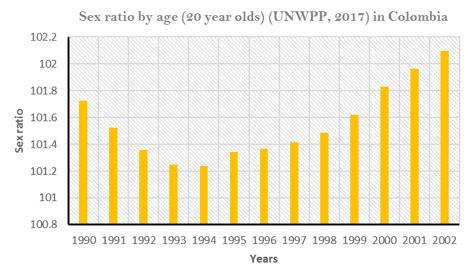 Sex ratio by age (20 year olds) (UNWPP, 2017) in Colombia
102.2
102
101.8
101.6
101.4
101.2
101
100.8
Sex ratio
1990 1991 1992 1993 1994 1995 1996 1997 1998 1999 2000 2001 2002
Years